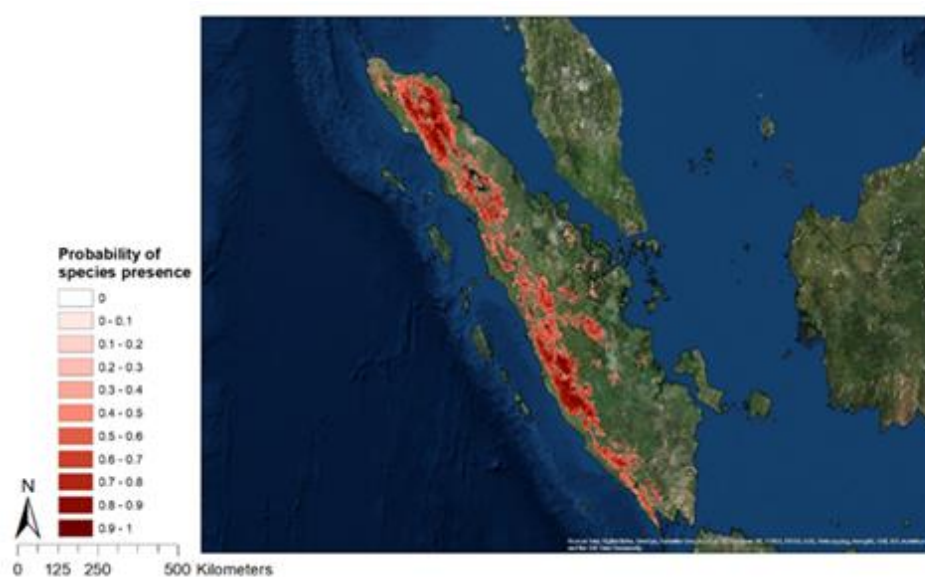 Probability of
species presence
0
0 - 0.1
0.1 - 0.2
0.2 - 0.3
0.3 - 0.4
0.4 - 0.5
0.5 - 0.6
0.6 - 0.7
0.7 - 0.8
0.8 - 0.9
0.9 - 1
N
0 125 250 500 Kilometers